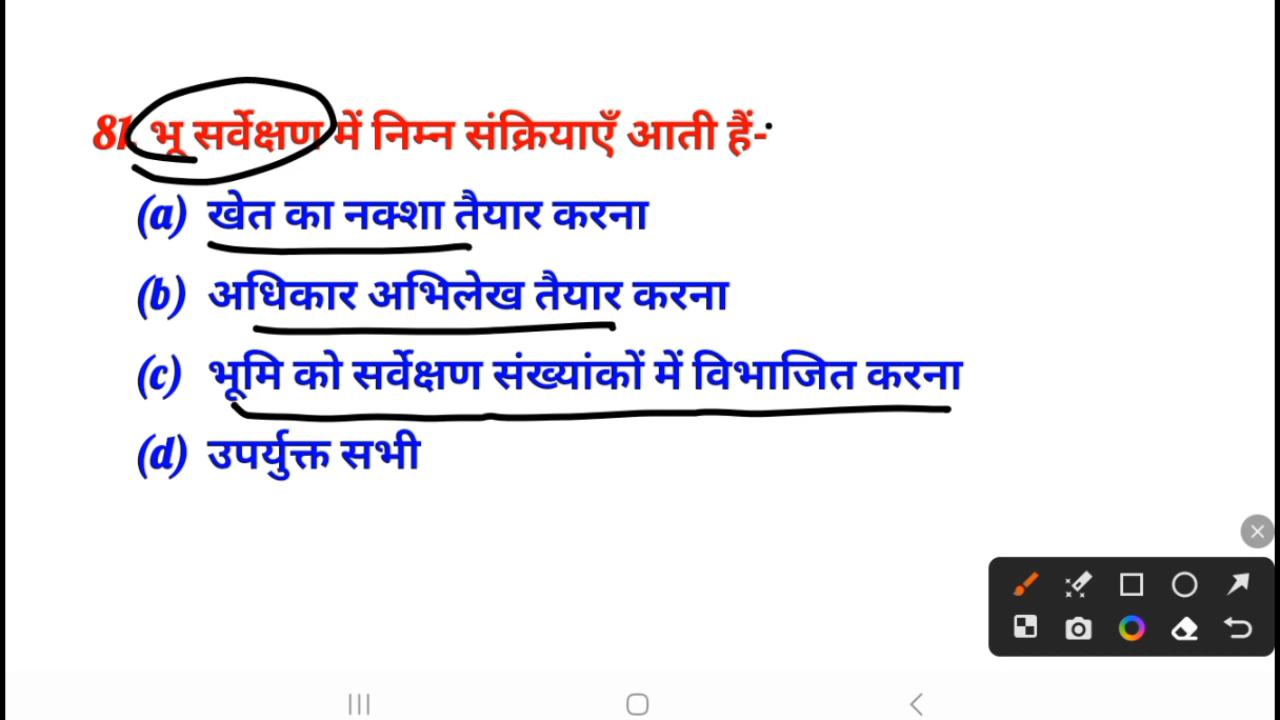 81. भू सर्वेक्षण में निम्न संक्रियाएँ आती हैं-
(a) खेत का नक्शा तैयार करना
(b) अधिकार अभिलेख तैयार करना
(c) भूमि को सर्वेक्षण संख्यांकों में विभाजित करना
(d) उपर्युक्त सभी